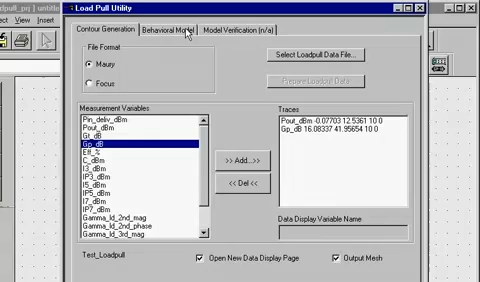 dpull_prj ] untitle
ect View Insert
Load Pull Utility
Contour Generation
Behavioral Model
Model Verification (n/a)
File Format
Maury
Focus
Select Loadpull Data File...
Prepare Loadpull Data
Measurement Variables
Pin_deliv_dBm
Pout_dBm
Gt_dB
Gp_dB
Eff_%
C_dBm
I3_dBm
IP3_dBm
I5_dBm
IP5_dBm
I7_dBm
IP7_dBm
Gamma_ld_2nd_mag
Gamma_ld_2nd_phase
Gamma_ld_3rd_mag
>> Add...>>
<< Del <<
Traces
Pout_dBm -0.07703 12.5361 10 0
Gp_dB 16.08337 41.95654 10 0
Data Display Variable Name
Test_Loadpull
Open New Data Display Page
Output Mesh